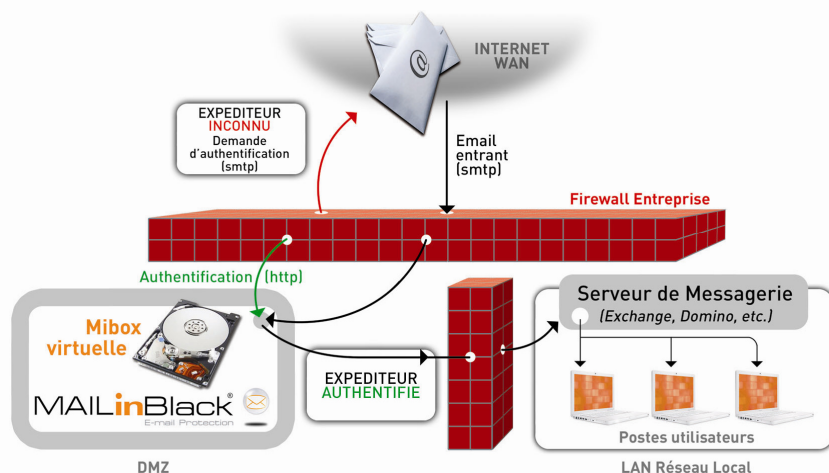 INTERNET
WAN
@
EXPEDITEUR
INCONNU
Demande
d'authentification
(smtp)
Email
entrant
(smtp)
Firewall Entreprise
Authentification (http)
Mibox
virtuelle
MAILinBlack®
E-mail Protection
EXPEDITEUR
AUTHENTIFIE
Serveur de Messagerie
(Exchange, Domino, etc.)
Postes utilisateurs
DMZ
LAN Réseau Local